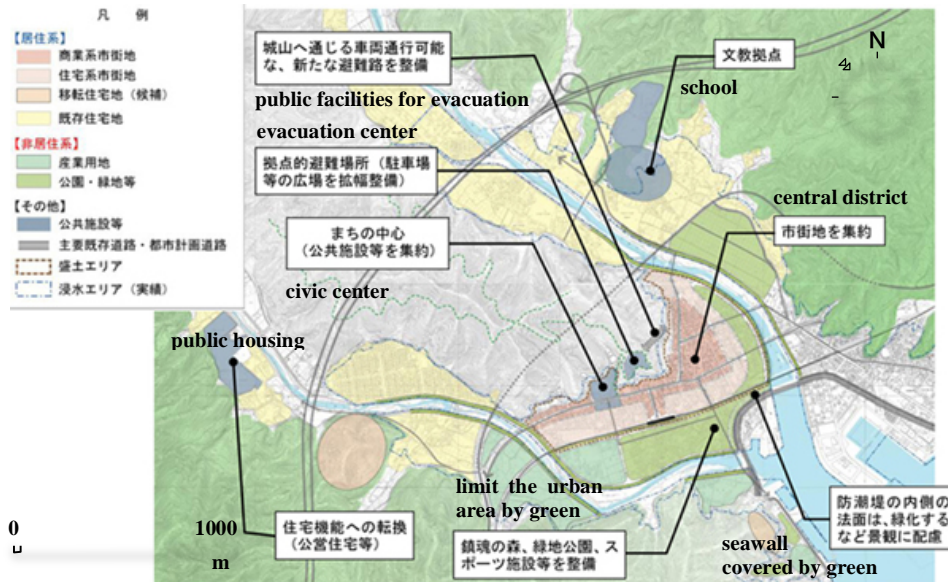 凡 例
【居住系】
商業系市街地
住宅系市街地
移転住宅地（候補）
既存住宅地
【非居住系】
産業用地
公園・緑地等
【その他】
公共施設等
主要既存道路・都市計画道路
盛土エリア
浸水エリア（実績）
城山へ通じる車両通行可能
な、新たな避難路を整備
public facilities for evacuation
evacuation center
拠点的避難場所（駐車場
等の広場を拡幅整備）
まちの中心
（公共施設等を集約）
civic center
文教拠点
school
N
central district
市街地を集約
public housing
住宅機能への転換
（公営住宅等）
limit the urban
area by green
鎮魂の森、緑地公園、ス
ポーツ施設等を整備
seawall
covered by green
防潮堤の内側の
法面は、緑化する
など景観に配慮
0
1000
m